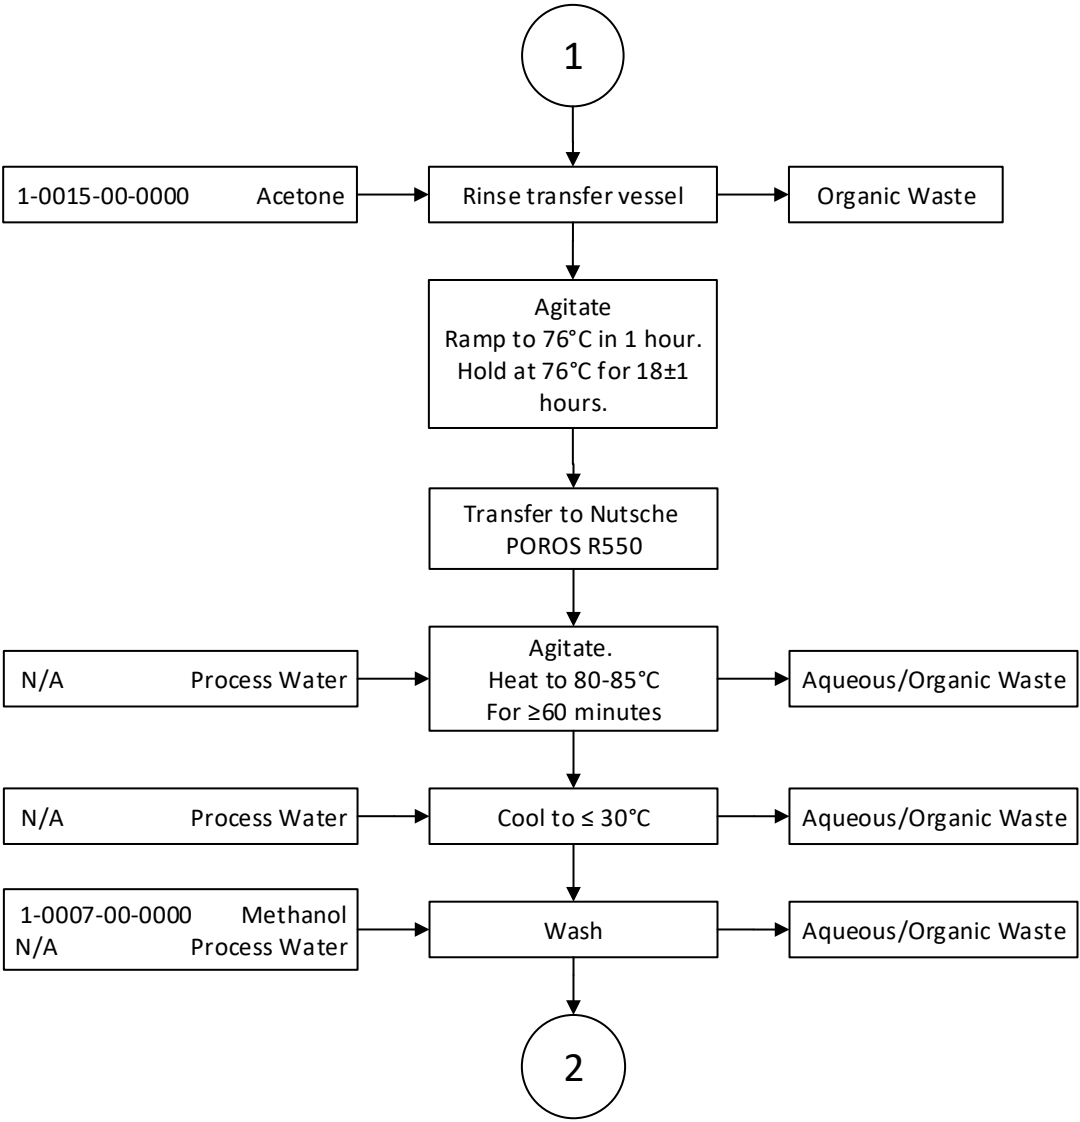 1
1-0015-00-0000 Acetone
Rinse transfer vessel
Organic Waste
Agitate
Ramp to 76°C in 1 hour.
Hold at 76°C for 18±1
hours.
Transfer to Nutsche
POROS R550
N/A Process Water
Agitate.
Heat to 80-85°C
For ≥60 minutes
Aqueous/Organic Waste
N/A Process Water
Cool to ≤ 30°C
Aqueous/Organic Waste
1-0007-00-0000 Methanol
N/A Process Water
Wash
Aqueous/Organic Waste
2